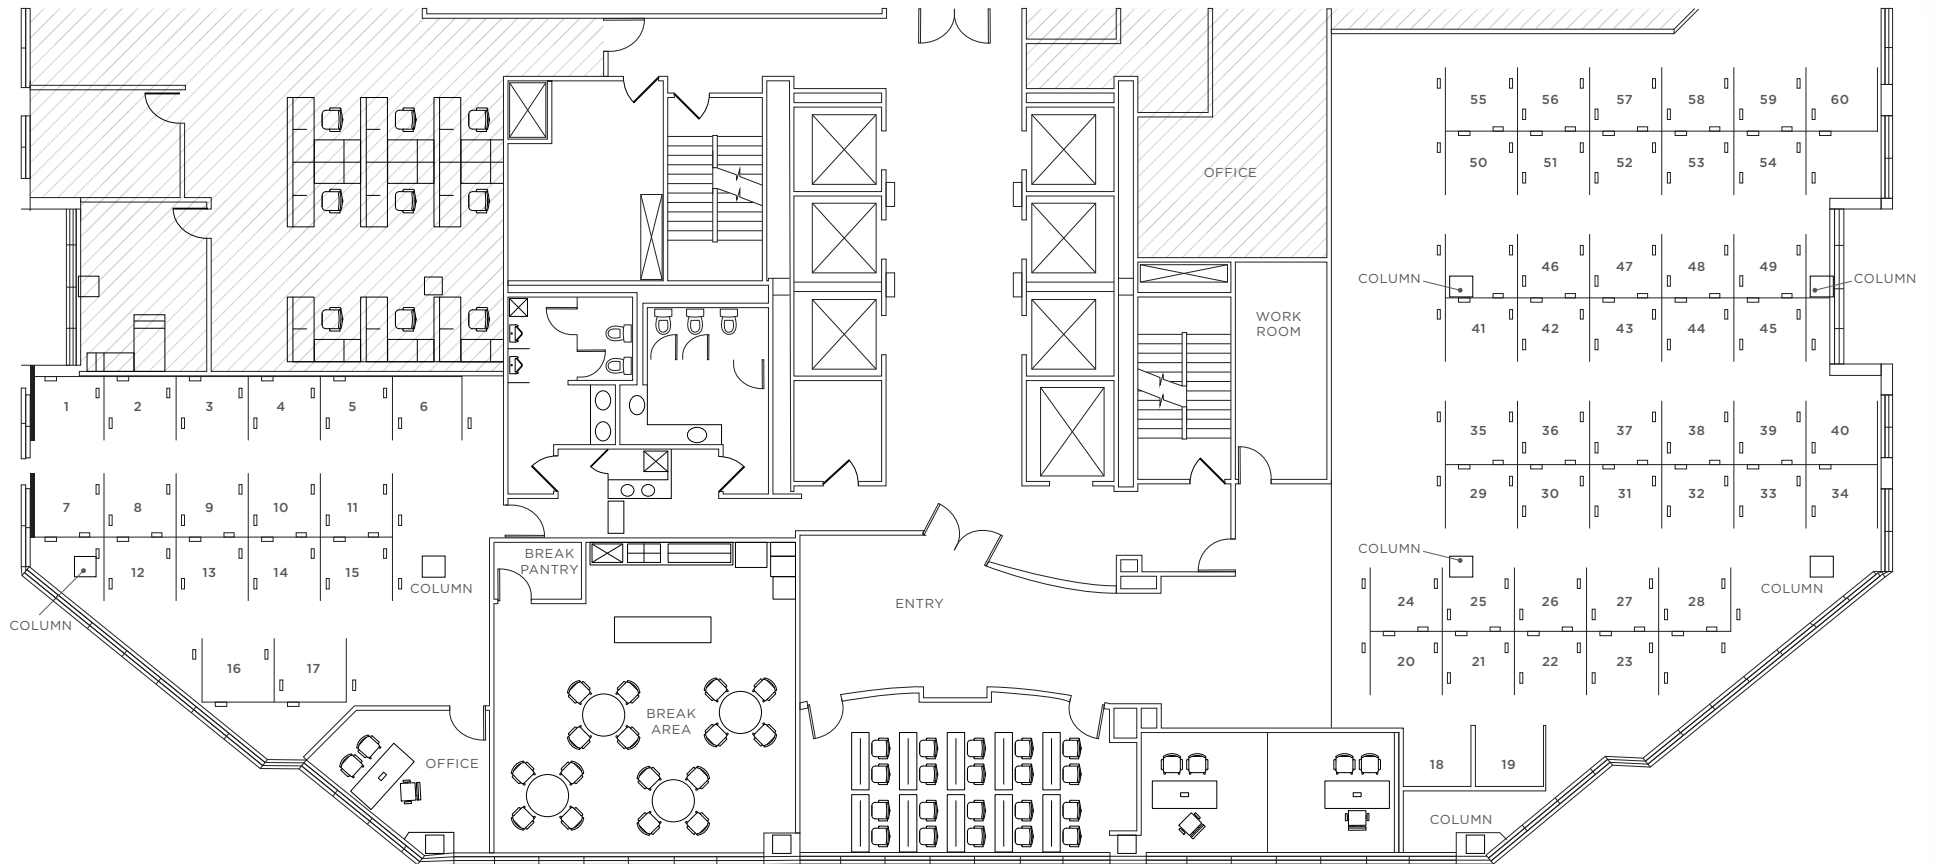 55 56 57 58 59 60
50 51 52 53 54
OFFICE
46 47 48 49
COLUMN
COLUMN
WORK
ROOM
41 42 43 44 45
1 2 3 4 5 6
35 36 37 38 39 40
7 8 9 10 11
29 30 31 32 33 34
COLUMN
BREAK
PANTRY
12 13 14 15
COLUMN
COLUMN
ENTRY
24 25 26 27 28
COLUMN
20 21 22 23
16 17
BREAK
AREA
OFFICE
18 19
COLUMN